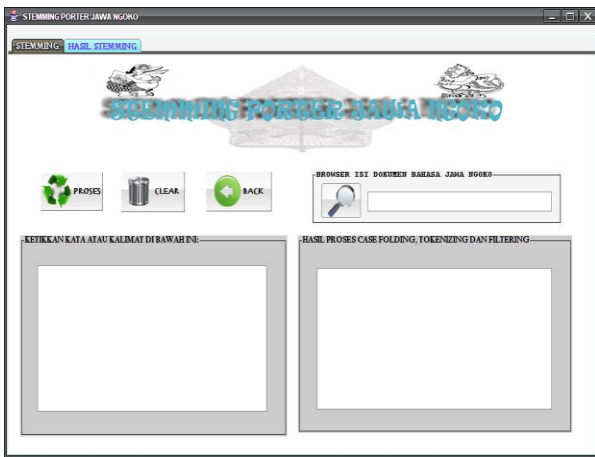 STEMMING PORTER JAWA NGOKO
STEMMING HASIL STEMMING
STEMMING PORTER JAWA NGOKO
PROSES CLEAR BACK
BROWSER ISI DOKUMEN BAHASA JAWA NGOKO
KETIKKAN KATA ATAU KALIMAT DI BAWAH INI:
HASIL PROSES CASE FOLDING, TOKENIZING DAN FILTERING